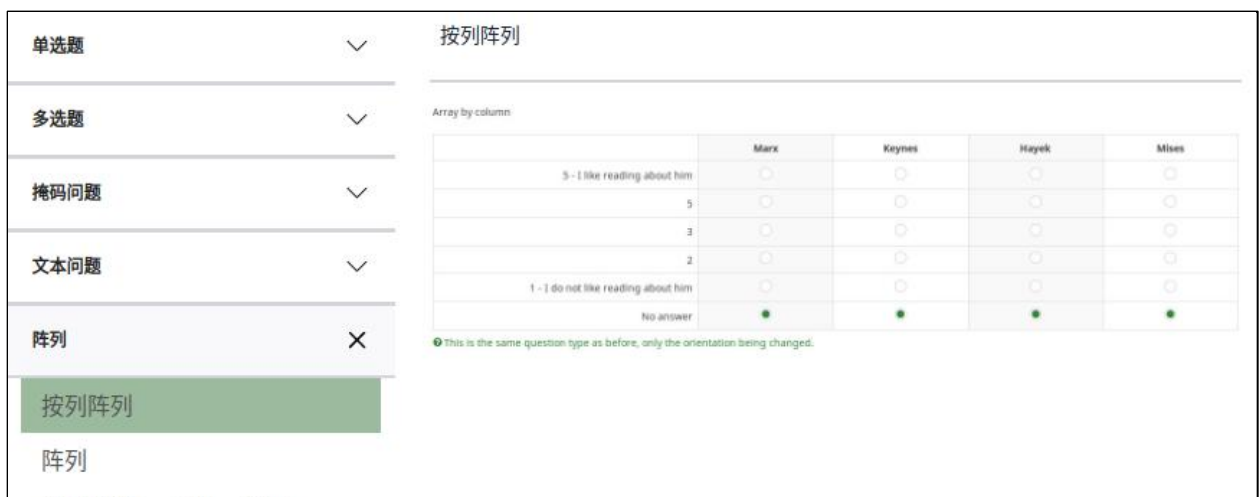 单选题
多选题
掩码问题
文本问题
阵列
按列阵列
阵列
按列阵列
Array by column
Marx Keynes Hayek Mises
5 - I like reading about him
5
3
2
1 - I do not like reading about him
No answer
This is the same question type as before, only the orientation being changed.